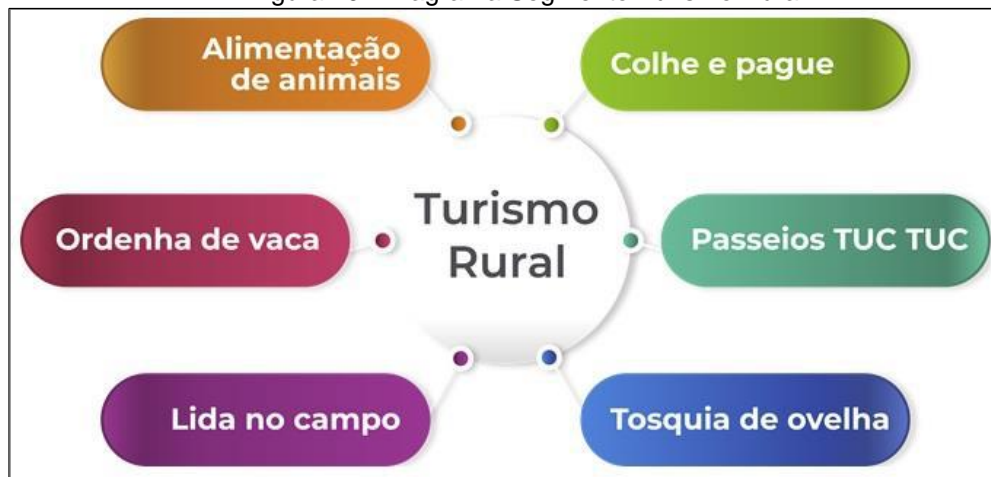 Alimentação
de animais
Colhe e pague
Turismo
Rural
Ordenha de vaca
Passeios TUC TUC
Lida no campo
Tosquia de ovelha